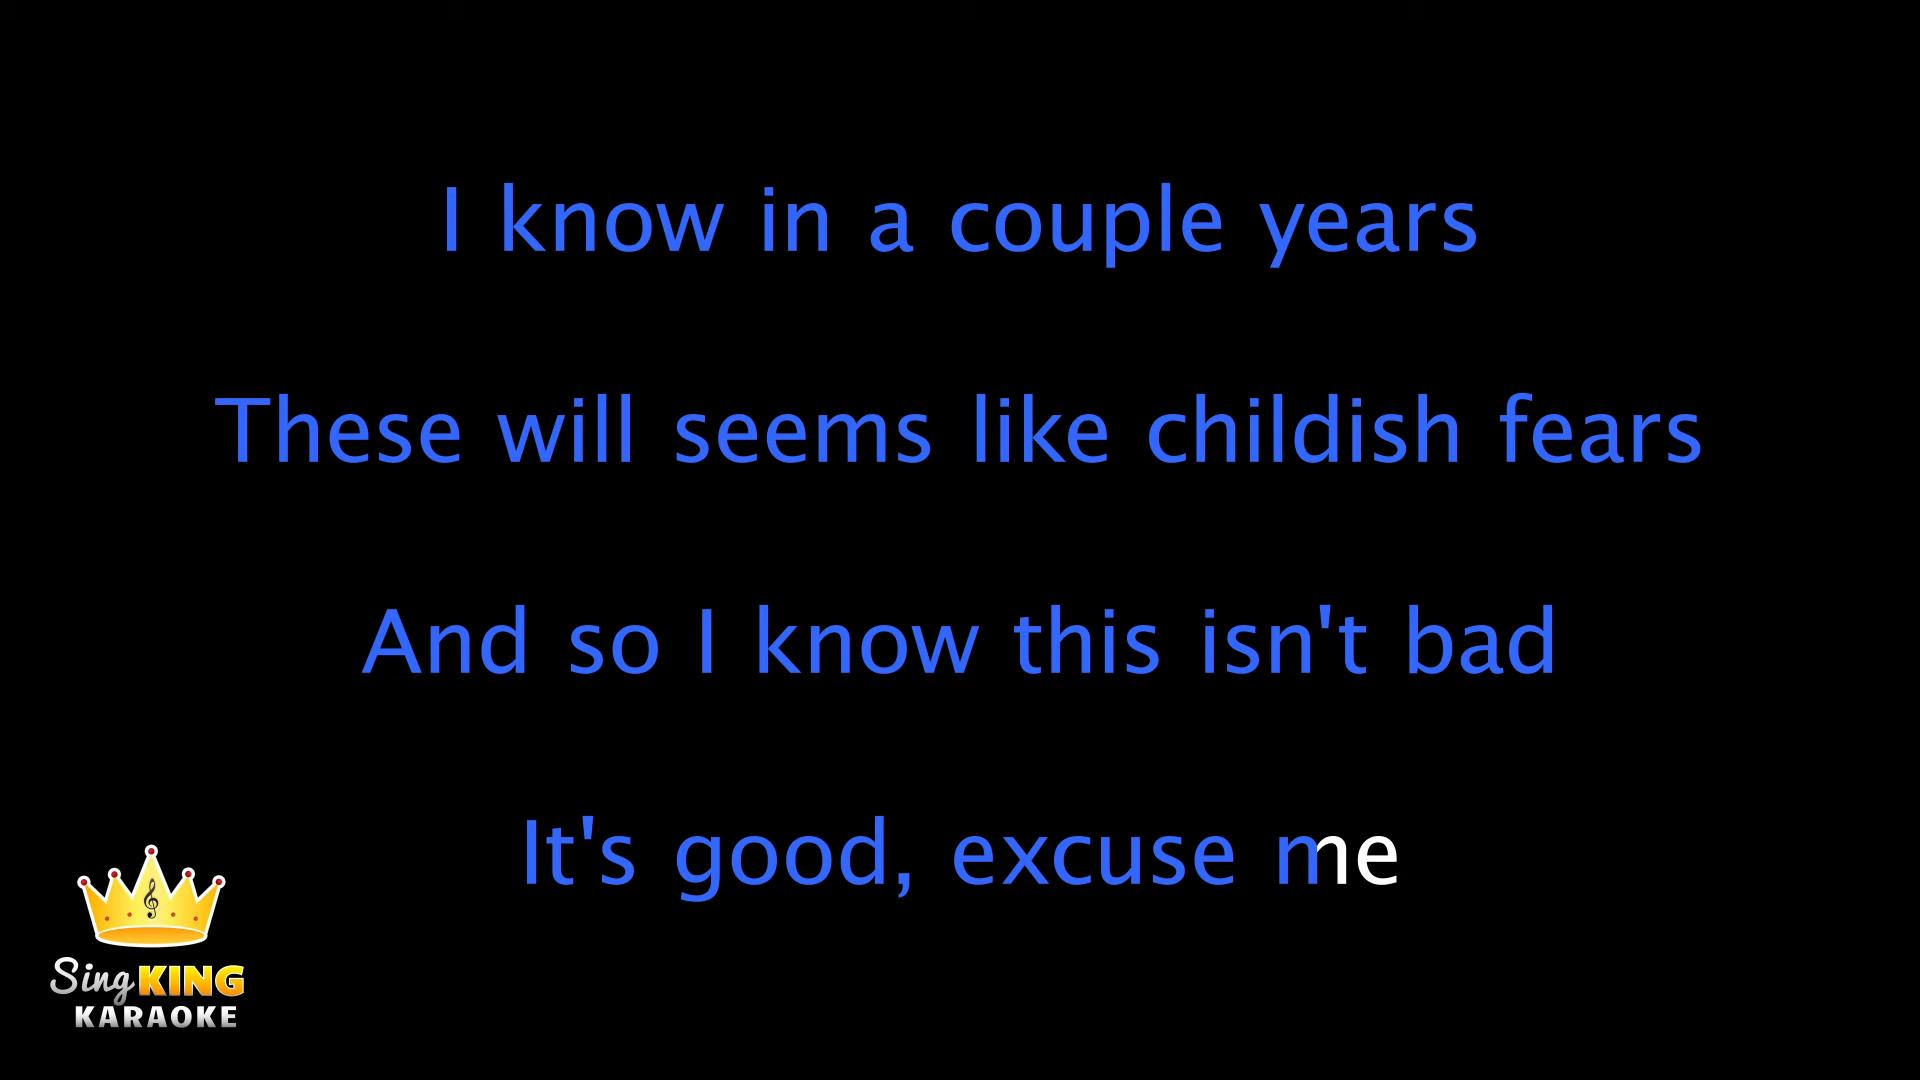 I know in a couple years
These will seems like childish fears
And so I know this isn't bad
It's good, excuse me
Sing KING
KARAOKE